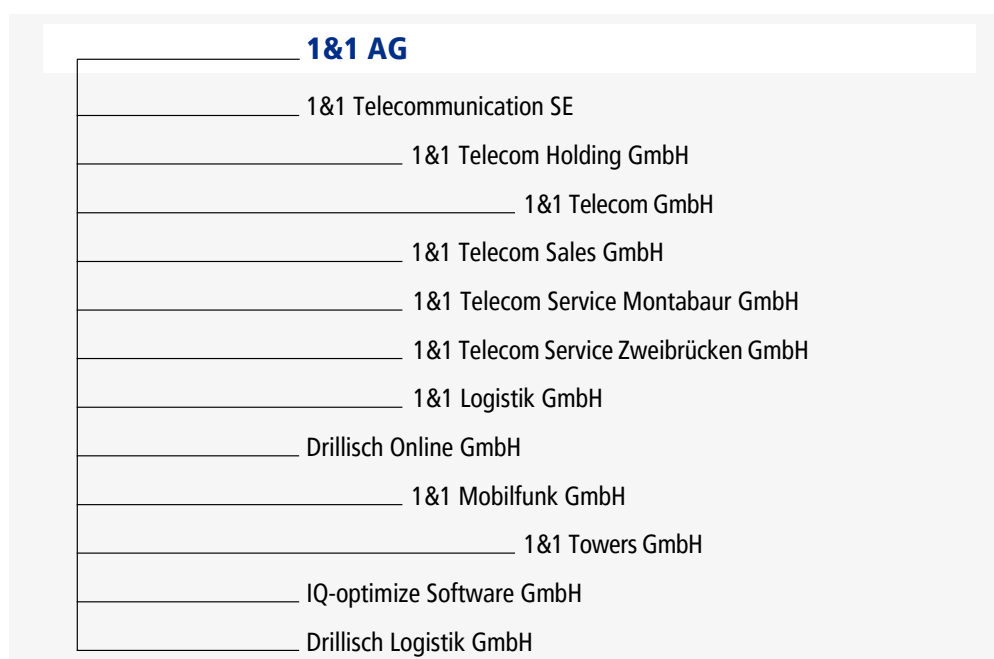 1&1 AG
1&1 Telecommunication SE
1&1 Telecom Holding GmbH
1&1 Telecom GmbH
1&1 Telecom Sales GmbH
1&1 Telecom Service Montabaur GmbH
1&1 Telecom Service Zweibrücken GmbH
1&1 Logistik GmbH
Drillisch Online GmbH
1&1 Mobilfunk GmbH
1&1 Towers GmbH
IQ-optimize Software GmbH
Drillisch Logistik GmbH